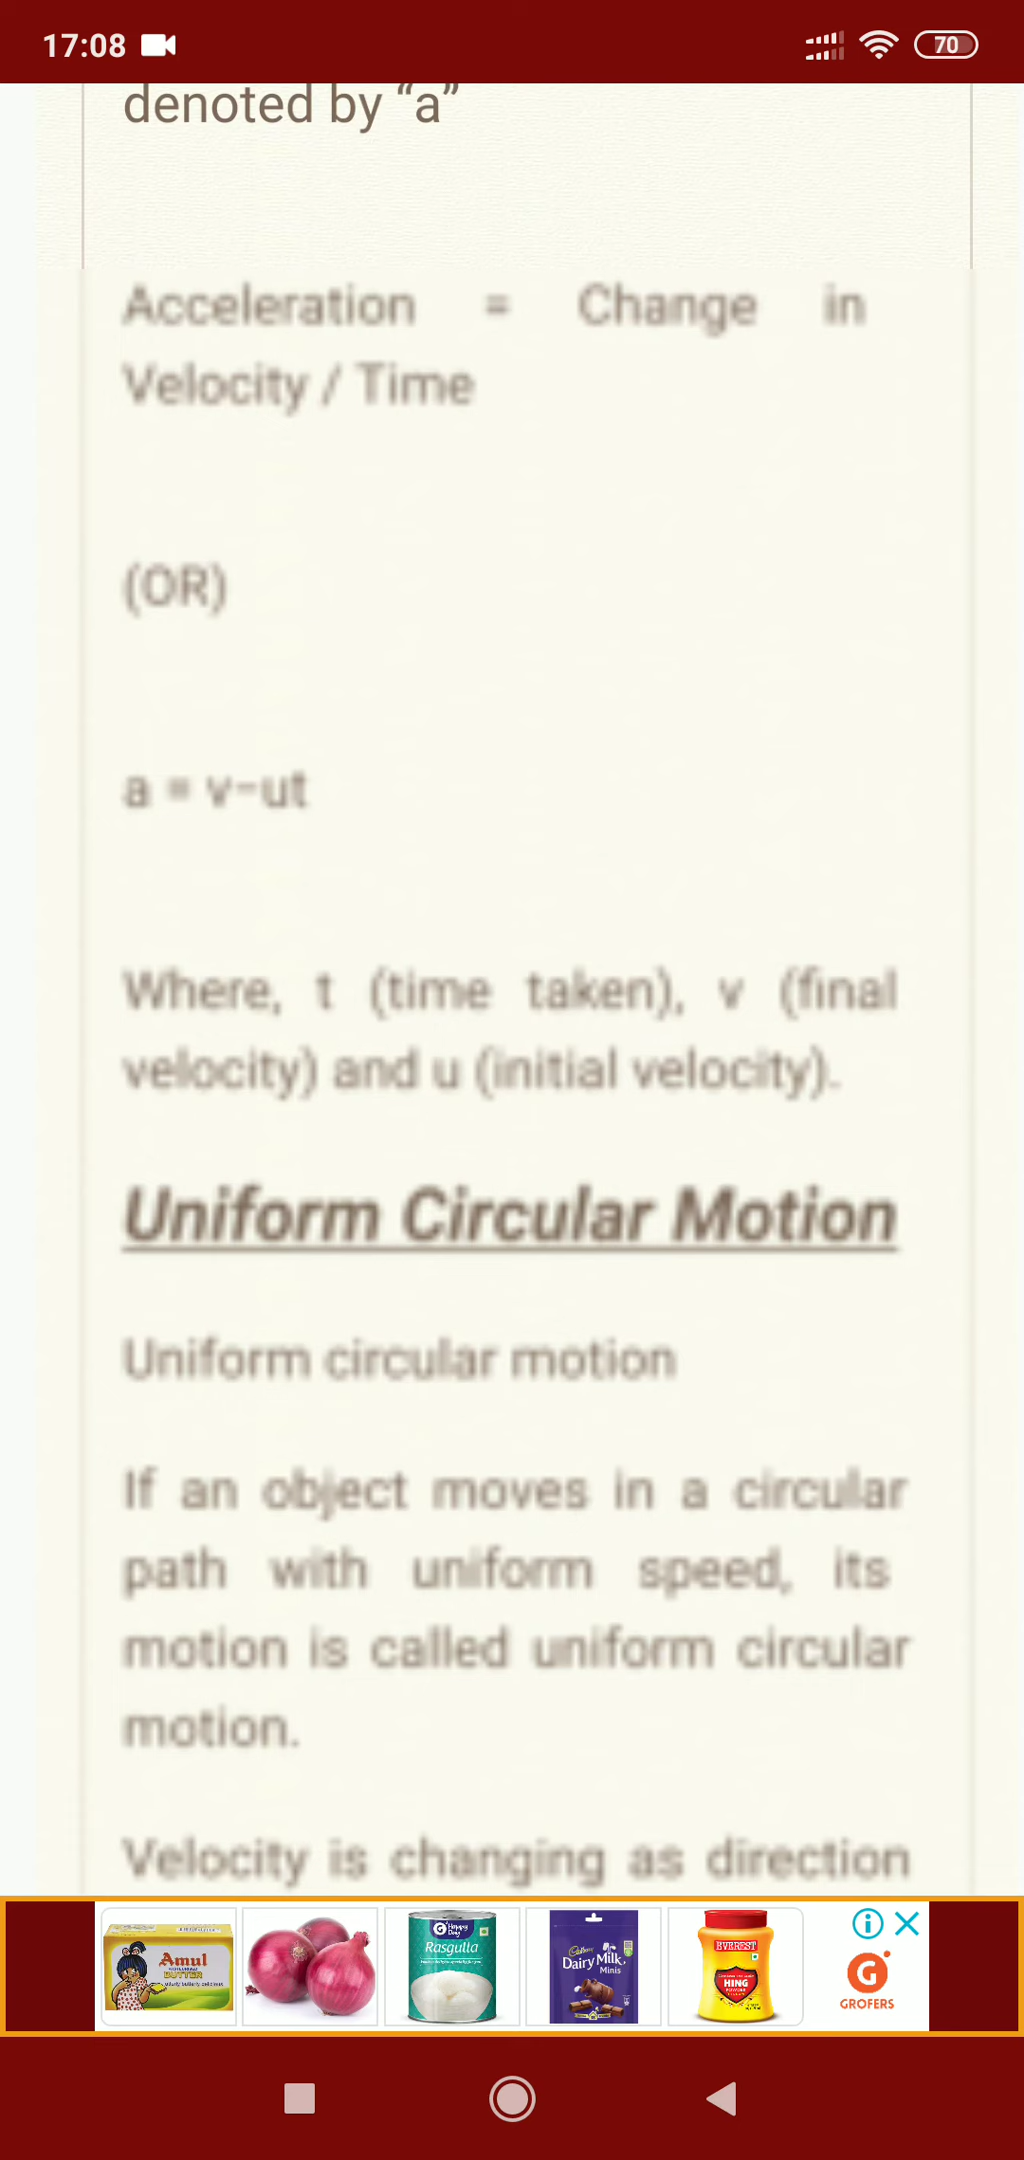 17:08
70
denoted by “a”
Acceleration = Change in
Velocity / Time
(OR)
a = v−ut
Where, t (time taken), v (final
velocity) and u (initial velocity).
Uniform Circular Motion
Uniform circular motion
If an object moves in a circular
path with uniform speed, its
motion is called uniform circular
motion.
Velocity is changing as direction
Amul
BUTTER
Happy Day
Rasgulla
Cadbury
Dairy Milk
Minis
EVEREST
HING
G
GROFERS